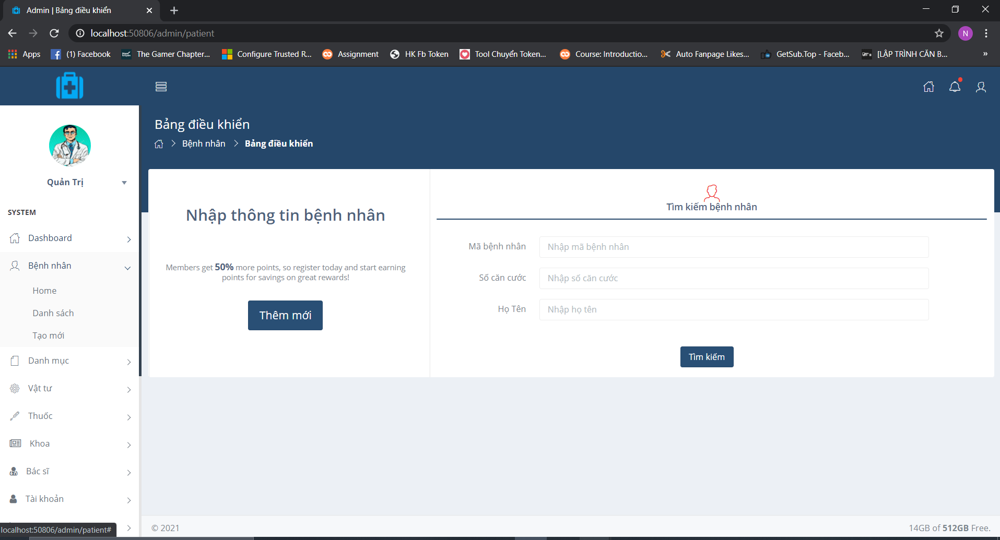 Admin | Bảng điều khiển
localhost:50806/admin/patient
N
Apps
(1) Facebook
The Gamer Chapter...
Configure Trusted R...
Assignment
HK Fb Token
Tool Chuyển Token...
Course: Introductio...
Auto Fanpage Likes...
GetSub.Top - Faceb...
[LẬP TRÌNH CĂN B...
»
Bảng điều khiển
Bệnh nhân
Bảng điều khiển
Quản Trị
SYSTEM
Dashboard
Bệnh nhân
Home
Danh sách
Tạo mới
Danh mục
Vật tư
Thuốc
Khoa
Bác sĩ
Tài khoản
localhost:50806/admin/patient#
Nhập thông tin bệnh nhân
Members get 50% more points, so register today and start earning
points for savings on great rewards!
Thêm mới
Tìm kiếm bệnh nhân
Mã bệnh nhân
Nhập mã bệnh nhân
Số căn cước
Nhập số căn cước
Họ Tên
Nhập họ tên
Tìm kiếm
© 2021
14GB of 512GB Free.